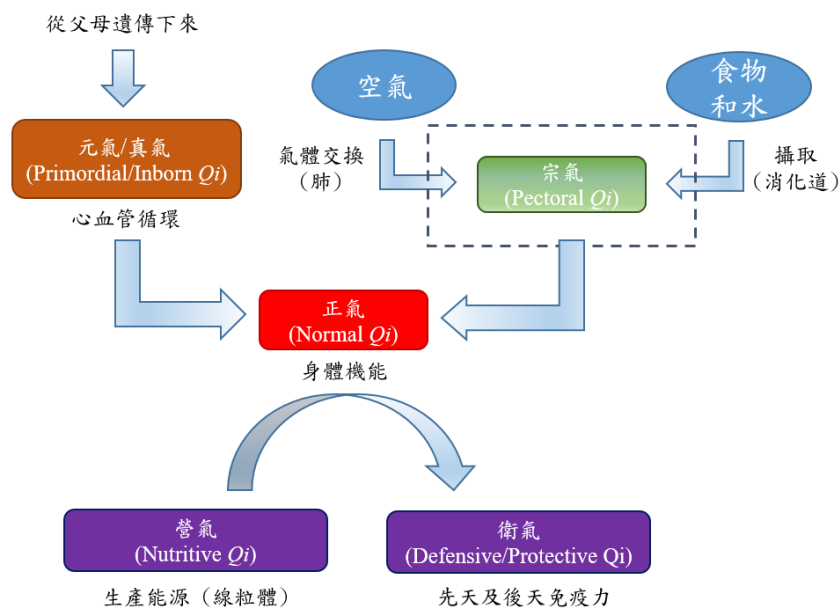 從父母遺傳下來
空氣
食物
和水
元氣/真氣
(Primordial/Inborn Qi)
心血管循環
氣體交換
（肺）
宗氣
(Pectoral Qi)
攝取
（消化道）
正氣
(Normal Qi)
身體機能
營氣
(Nutritive Qi)
生產能源（線粒体）
衛氣
(Defensive/Protective Qi)
先天及後天免疫力